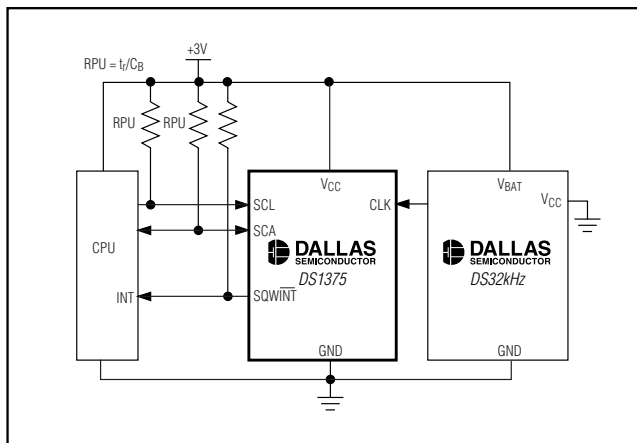 RPU = tr/CB
+3V
RPU
RPU
VCC
VBAT
VCC
SCL
CLK
SCA
CPU
DALLAS
SEMICONDUCTOR
DS1375
DALLAS
SEMICONDUCTOR
DS32kHz
INT
SQWI̅N̅T̅
GND
GND